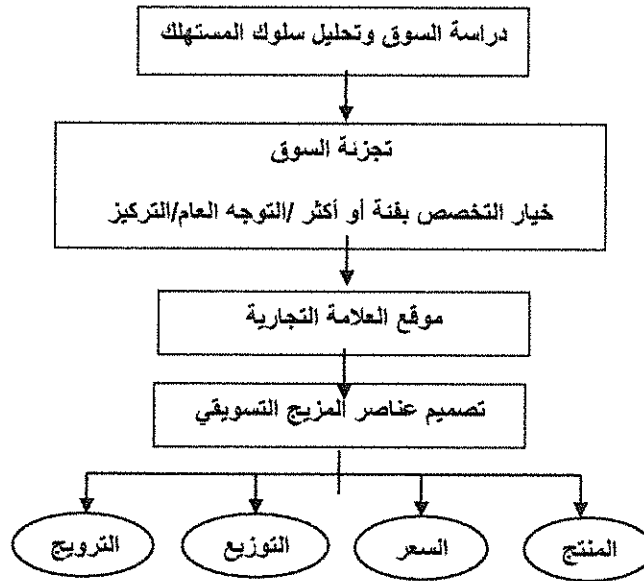 دراسة السوق وتحليل سلوك المستهلك
تجزئة السوق
خيار التخصص بفئة أو أكثر /التوجه العام/التركيز
موقع العلامة التجارية
تصميم عناصر المزيج التسويقي
المنتج
السعر
التوزيع
الترويج